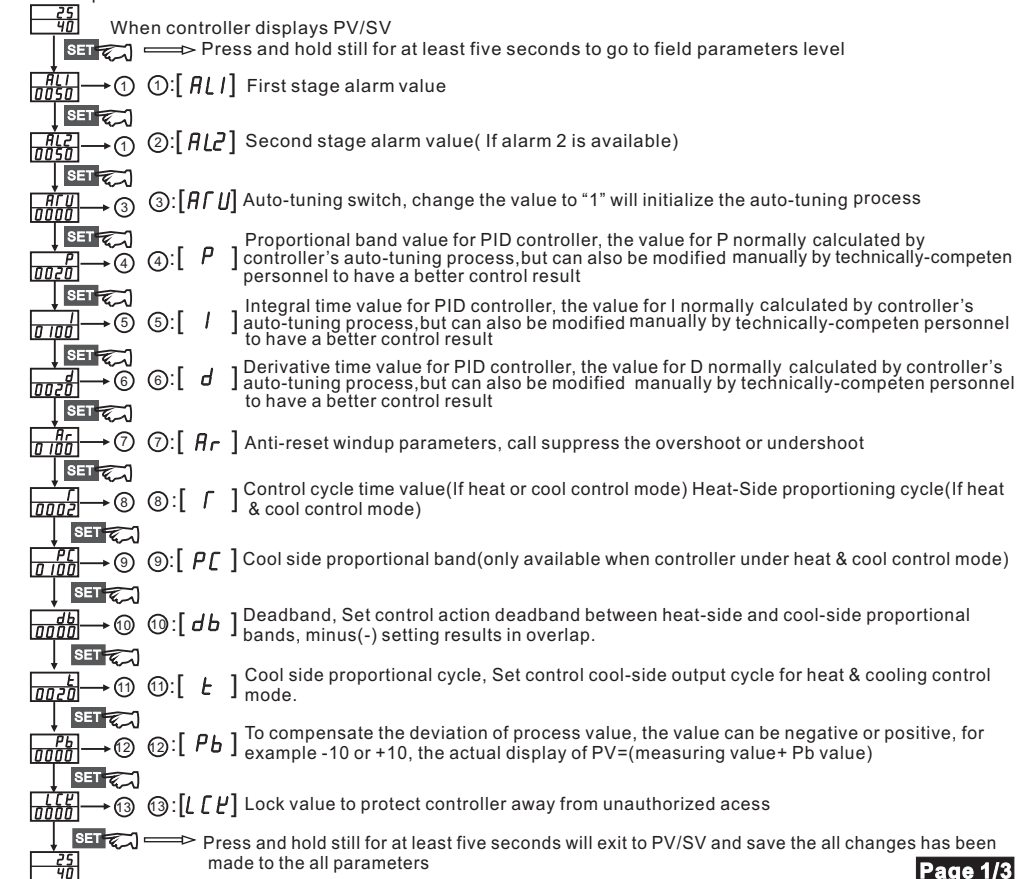 25
40
When controller displays PV/SV
SET Press and hold still for at least five seconds to go to field parameters level
AL1
0050 ① ①:[ AL1 ] First stage alarm value
SET
AL2
0050 ① ②:[ AL2 ] Second stage alarm value( If alarm 2 is available)
SET
ATU
0000 ③ ③:[ATU] Auto-tuning switch, change the value to “1” will initialize the auto-tuning process
SET
P
0020 ④ ④:[ P ] Proportional band value for PID controller, the value for P normally calculated by
controller’s auto-tuning process,but can also be modified manually by technically-competen
personnel to have a better control result
SET
I
0100 ⑤ ⑤:[ I ] Integral time value for PID controller, the value for I normally calculated by controller’s
auto-tuning process,but can also be modified manually by technically-competen personnel
to have a better control result
SET
d
0020 ⑥ ⑥:[ d ] Derivative time value for PID controller, the value for D normally calculated by controller’s
auto-tuning process,but can also be modified manually by technically-competen personnel
to have a better control result
SET
Ar
0100 ⑦ ⑦:[ Ar ] Anti-reset windup parameters, call suppress the overshoot or undershoot
SET
T
0002 ⑧ ⑧:[ T ] Control cycle time value(If heat or cool control mode) Heat-Side proportioning cycle(If heat
& cool control mode)
SET
PC
0100 ⑨ ⑨:[ PC ] Cool side proportional band(only available when controller under heat & cool control mode)
SET
db
0000 ⑩ ⑩:[ db ] Deadband, Set control action deadband between heat-side and cool-side proportional
bands, minus(-) setting results in overlap.
SET
t
0020 ⑪ ⑪:[ t ] Cool side proportional cycle, Set control cool-side output cycle for heat & cooling control
mode.
SET
Pb
0000 ⑫ ⑫:[ Pb ] To compensate the deviation of process value, the value can be negative or positive, for
example -10 or +10, the actual display of PV=(measuring value+ Pb value)
SET
LCK
0000 ⑬ ⑬:[LCK] Lock value to protect controller away from unauthorized acess
SET Press and hold still for at least five seconds will exit to PV/SV and save the all changes has been
made to the all parameters
25
40
Page 1/3